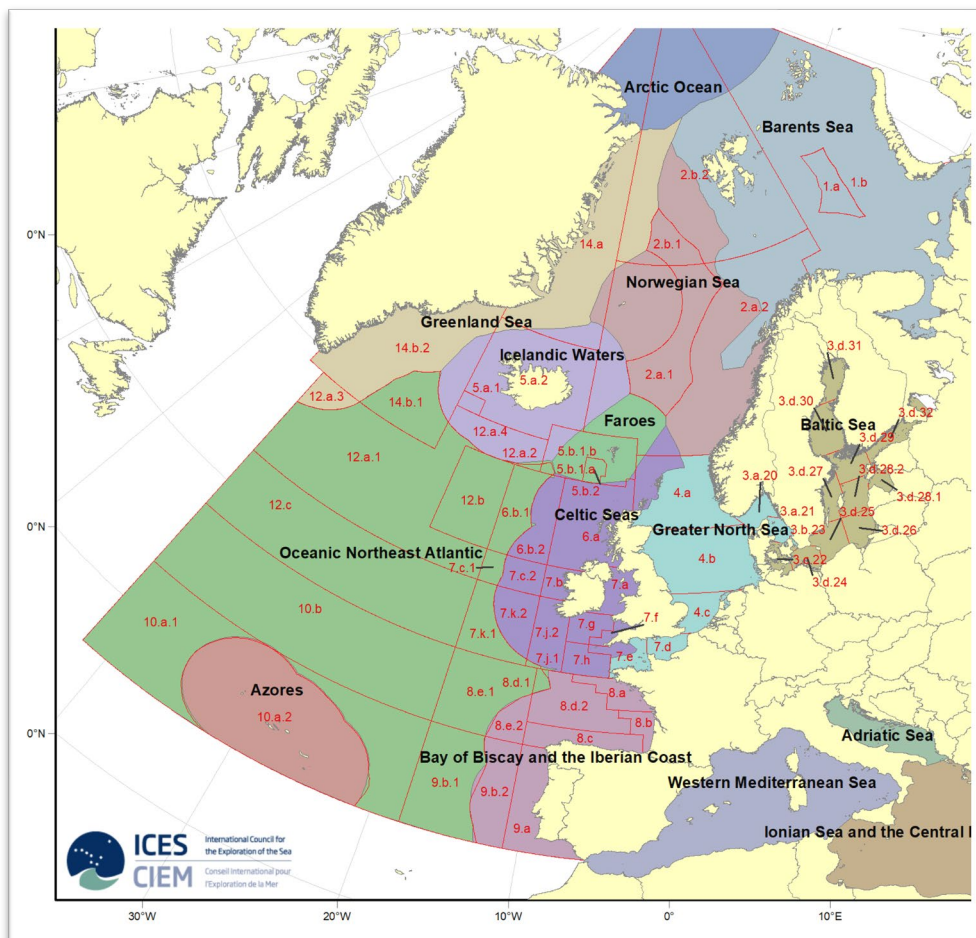 Arctic Ocean
Barents Sea
2.b.2
1.a
1.b
0°N
14.a
2.b.1
Norwegian Sea
2.a.2
Greenland Sea
14.b.2
Icelandic Waters
5.a.1
5.a.2
2.a.1
3.d.31
12.a.3
14.b.1
3.d.30
3.d.32
Faroes
Baltic Sea
12.a.4
3.d.29
12.a.1
12.a.2
5.b.1.b
5.b.1.a
3.d.27
3.d.28.2
3.a.20
5.b.2
4.a
12.b
3.d.28.1
12.c
6.b.1
Celtic Seas
3.a.21
3.d.25
0°N
6.a
Greater North Sea
3.b.23
3.d.26
Oceanic Northeast Atlantic
6.b.2
4.b
3.c.22
7.c.1
7.c.2
7.b
7.a
3.d.24
10.b
7.k.2
4.c
10.a.1
7.g
7.f
7.k.1
7.j.2
7.d
7.j.1
7.h
7.e
8.d.1
Azores
8.e.1
8.a
10.a.2
8.d.2
8.b
8.e.2
0°N
8.c
Adriatic Sea
Bay of Biscay and the Iberian Coast
9.b.1
9.b.2
Western Mediterranean Sea
9.a
Ionian Sea and the Central
ICES
CIEM
International Council for
the Exploration of the Sea
Conseil International pour
l'Exploration de la Mer
30°W
20°W
10°W
0°
10°E